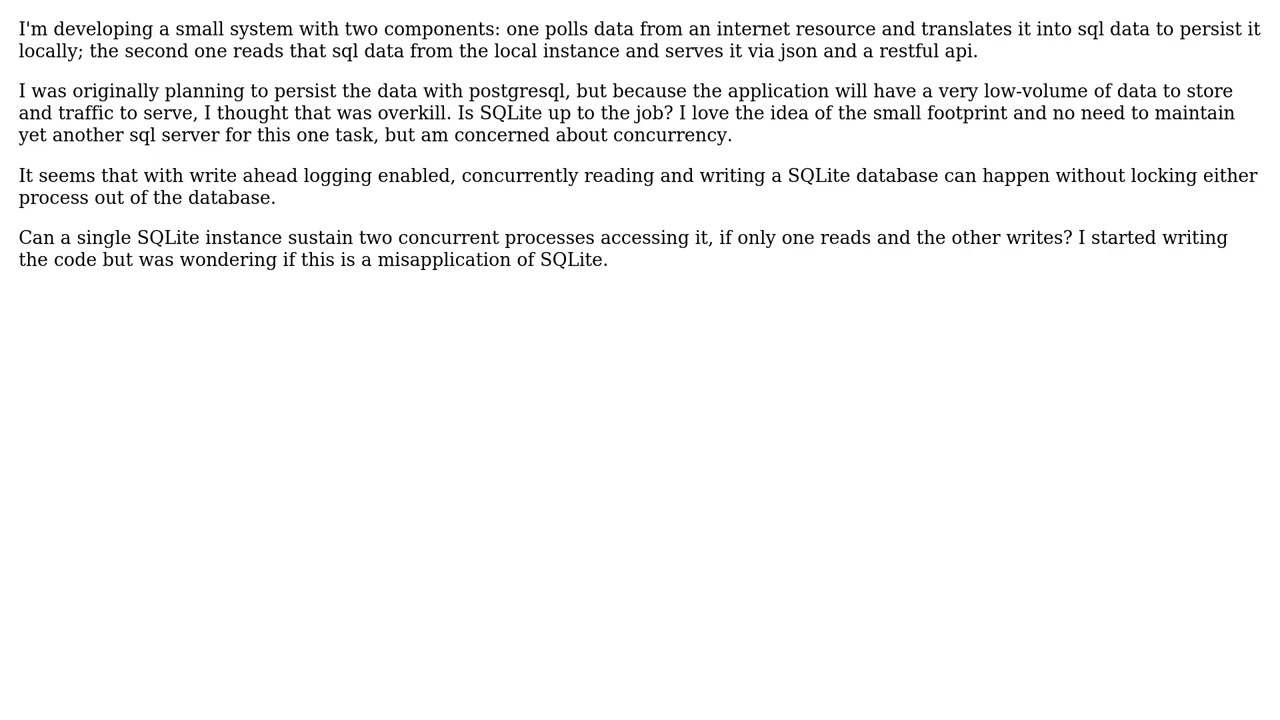 I'm developing a small system with two components: one polls data from an internet resource and translates it into sql data to persist it
locally; the second one reads that sql data from the local instance and serves it via json and a restful api.
I was originally planning to persist the data with postgresql, but because the application will have a very low-volume of data to store
and traffic to serve, I thought that was overkill. Is SQLite up to the job? I love the idea of the small footprint and no need to maintain
yet another sql server for this one task, but am concerned about concurrency.
It seems that with write ahead logging enabled, concurrently reading and writing a SQLite database can happen without locking either
process out of the database.
Can a single SQLite instance sustain two concurrent processes accessing it, if only one reads and the other writes? I started writing
the code but was wondering if this is a misapplication of SQLite.